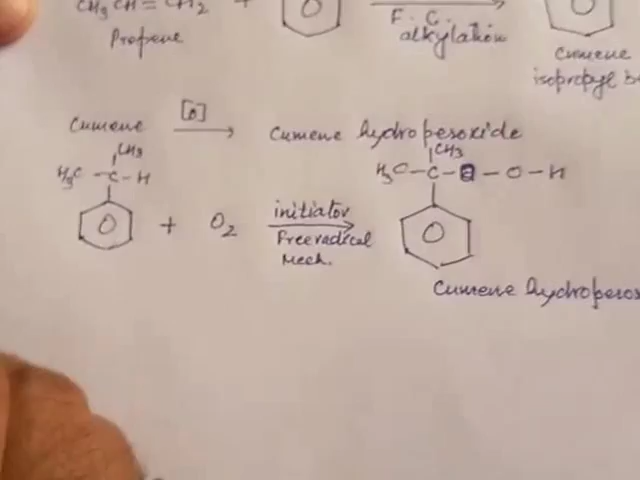 CH3CH=CH2 +
F. C.
alkylation
Propene
Cumene
isopropyl
Cumene [O] Cumene hydroperoxide
CH3 CH3
H3C-C-H H3C-C-O-O-H
+ O2 initiator
Free radical
Mech.
Cumene hydroperox